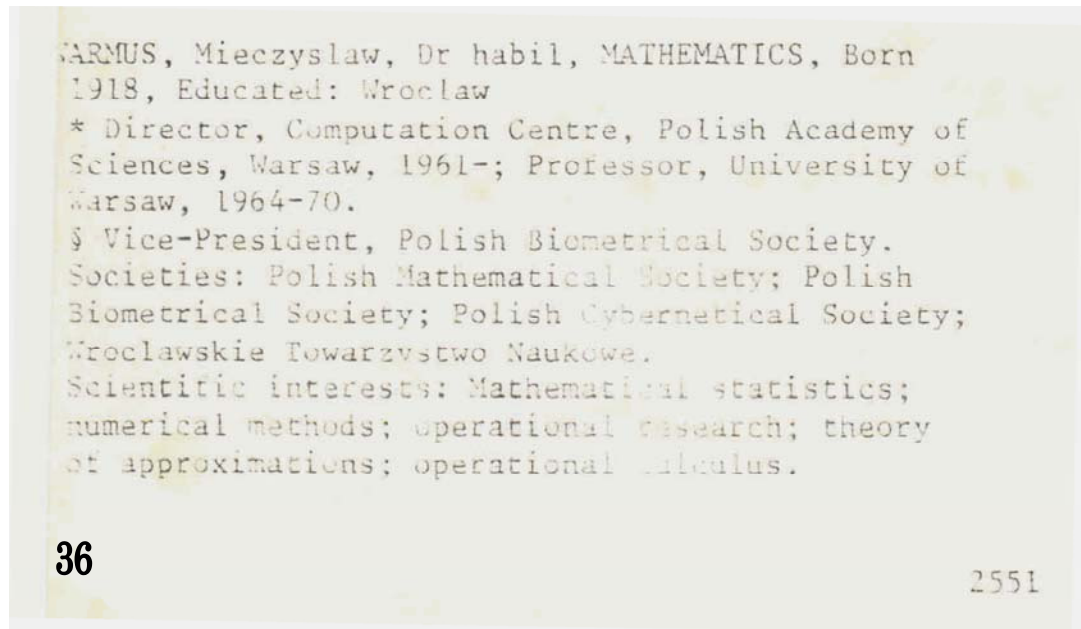 WARMUS, Mieczyslaw, Dr habil, MATHEMATICS, Born
1918, Educated: Wroclaw
* Director, Computation Centre, Polish Academy of
Sciences, Warsaw, 1961-; Professor, University of
Warsaw, 1964-70.
§ Vice-President, Polish Biometrical Society.
Societies: Polish Mathematical Society; Polish
Biometrical Society; Polish Cybernetical Society;
Wroclawskie Towarzystwo Naukowe.
Scientific interests: Mathematical statistics;
numerical methods; operational research; theory
of approximations; operational calculus.
36
2551